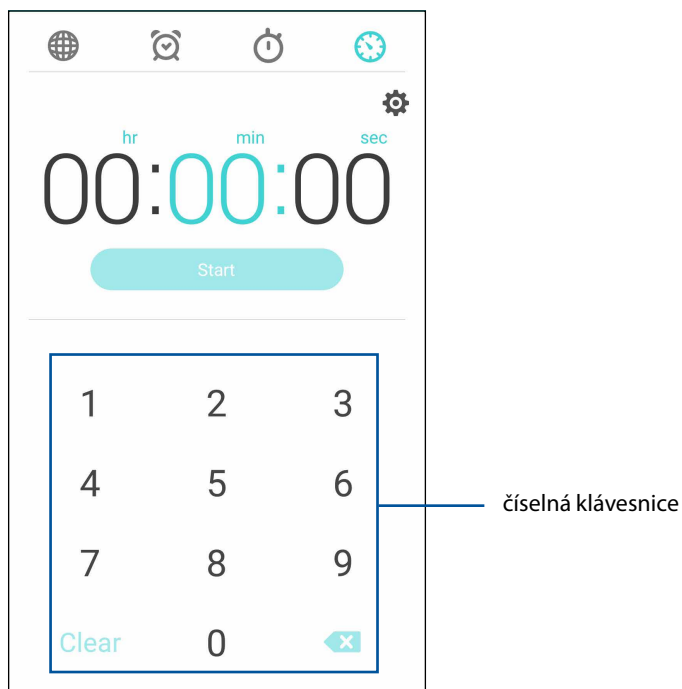 hr min sec
00:00:00
Start
1 2 3
4 5 6
číselná klávesnice
7 8 9
Clear 0